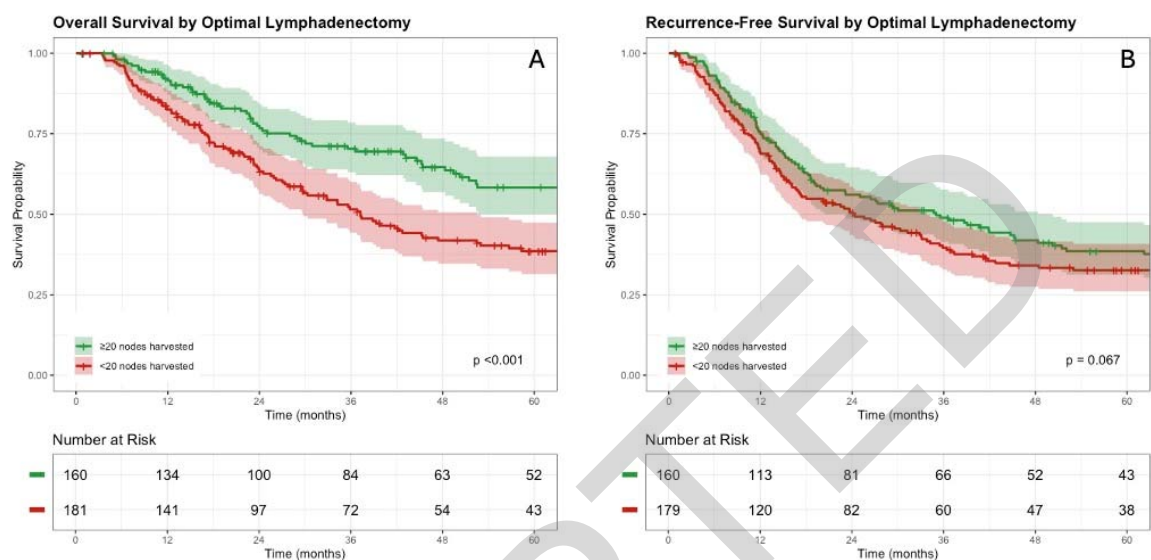 Overall Survival by Optimal Lymphadenectomy
A
Survival Propability
1.00
0.75
0.50
0.25
0.00
≥20 nodes harvested
<20 nodes harvested
p <0.001
0 12 24 36 48 60
Time (months)
Number at Risk
160 134 100 84 63 52
181 141 97 72 54 43
0 12 24 36 48 60
Time (months)
Recurrence-Free Survival by Optimal Lymphadenectomy
B
Survival Propability
1.00
0.75
0.50
0.25
0.00
≥20 nodes harvested
<20 nodes harvested
p = 0.067
0 12 24 36 48 60
Time (months)
Number at Risk
160 113 81 66 52 43
179 120 82 60 47 38
0 12 24 36 48 60
Time (months)
PTED